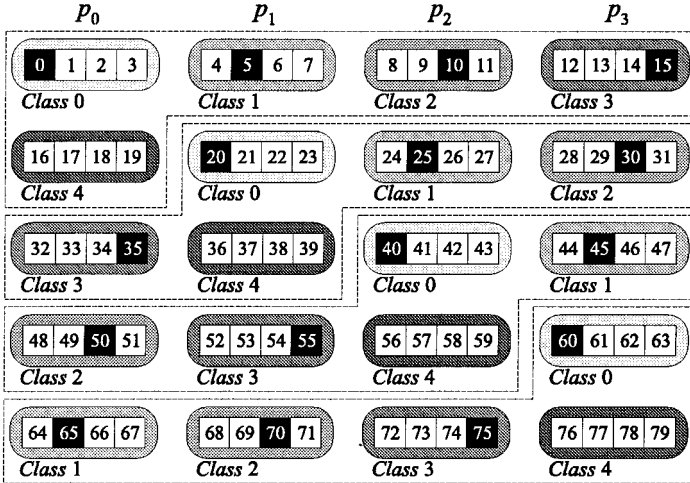 p0 p1 p2 p3
0 1 2 3 4 5 6 7 8 9 10 11 12 13 14 15
Class 0 Class 1 Class 2 Class 3
16 17 18 19 20 21 22 23 24 25 26 27 28 29 30 31
Class 4 Class 0 Class 1 Class 2
32 33 34 35 36 37 38 39 40 41 42 43 44 45 46 47
Class 3 Class 4 Class 0 Class 1
48 49 50 51 52 53 54 55 56 57 58 59 60 61 62 63
Class 2 Class 3 Class 4 Class 0
64 65 66 67 68 69 70 71 72 73 74 75 76 77 78 79
Class 1 Class 2 Class 3 Class 4